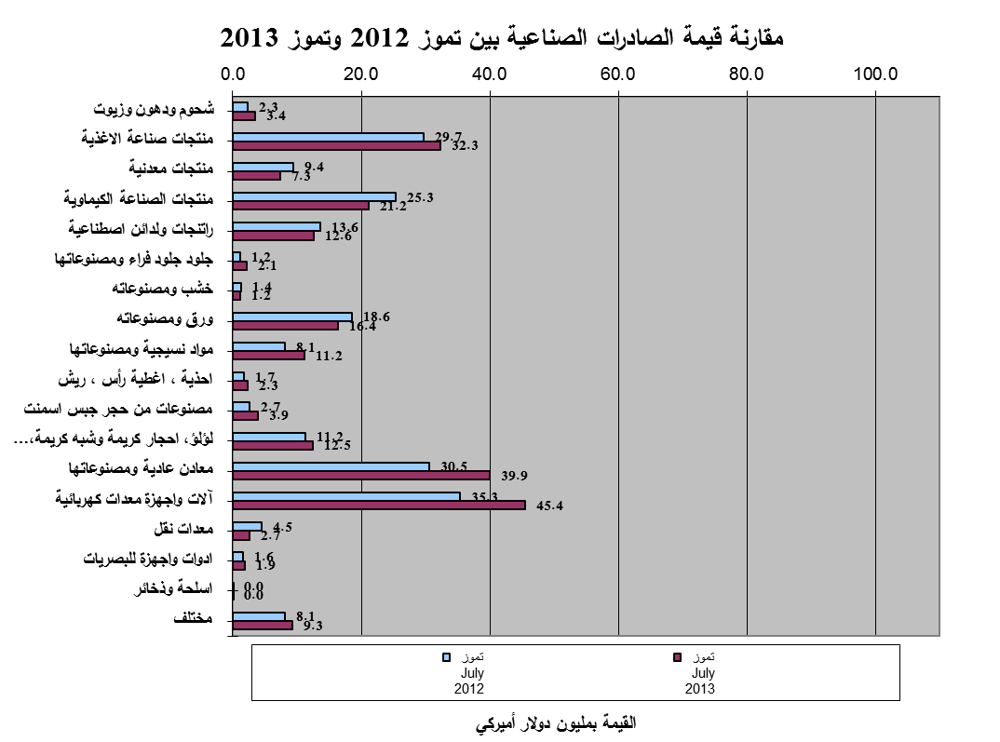 مقارنة قيمة الصادرات الصناعية بين تموز 2012 وتموز 2013
0.0 20.0 40.0 60.0 80.0 100.0
شحوم ودهون وزيوت
2.3
3.4
منتجات صناعة الاغذية
29.7
32.3
منتجات معدنية
9.4
7.3
منتجات الصناعة الكيماوية
25.3
21.2
راتنجات ولدائن اصطناعية
13.6
12.6
جلود جلود فراء ومصنوعاتها
1.2
2.1
خشب ومصنوعاته
1.4
1.2
ورق ومصنوعاته
18.6
16.4
مواد نسيجية ومصنوعاتها
8.1
11.2
احذية ، اغطية رأس ، ريش
1.7
2.3
مصنوعات من حجر جبس اسمنت
2.7
3.9
لؤلؤ، احجار كريمة وشبه كريمة،...
11.2
12.5
معادن عادية ومصنوعاتها
30.5
39.9
آلات واجهزة معدات كهربائية
35.3
45.4
معدات نقل
4.5
2.7
ادوات واجهزة للبصريات
1.6
1.9
اسلحة وذخائر
0.0
0.0
مختلف
8.1
9.3
تموز
July
2012
تموز
July
2013
القيمة بمليون دولار أميركي